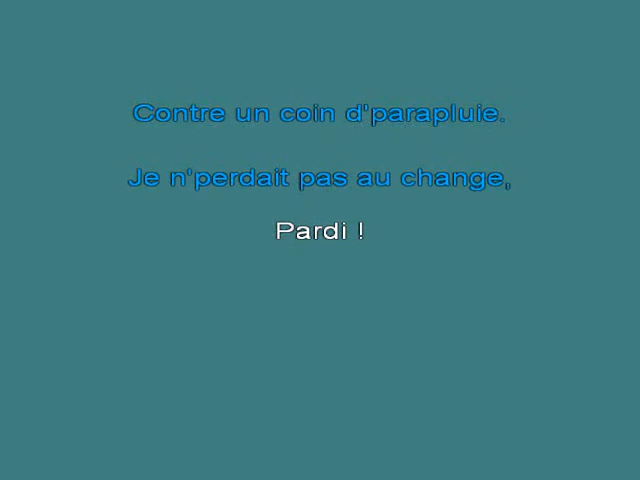 Contre un coin d'parapluie.
Je n'perdait pas au change,
Pardi !